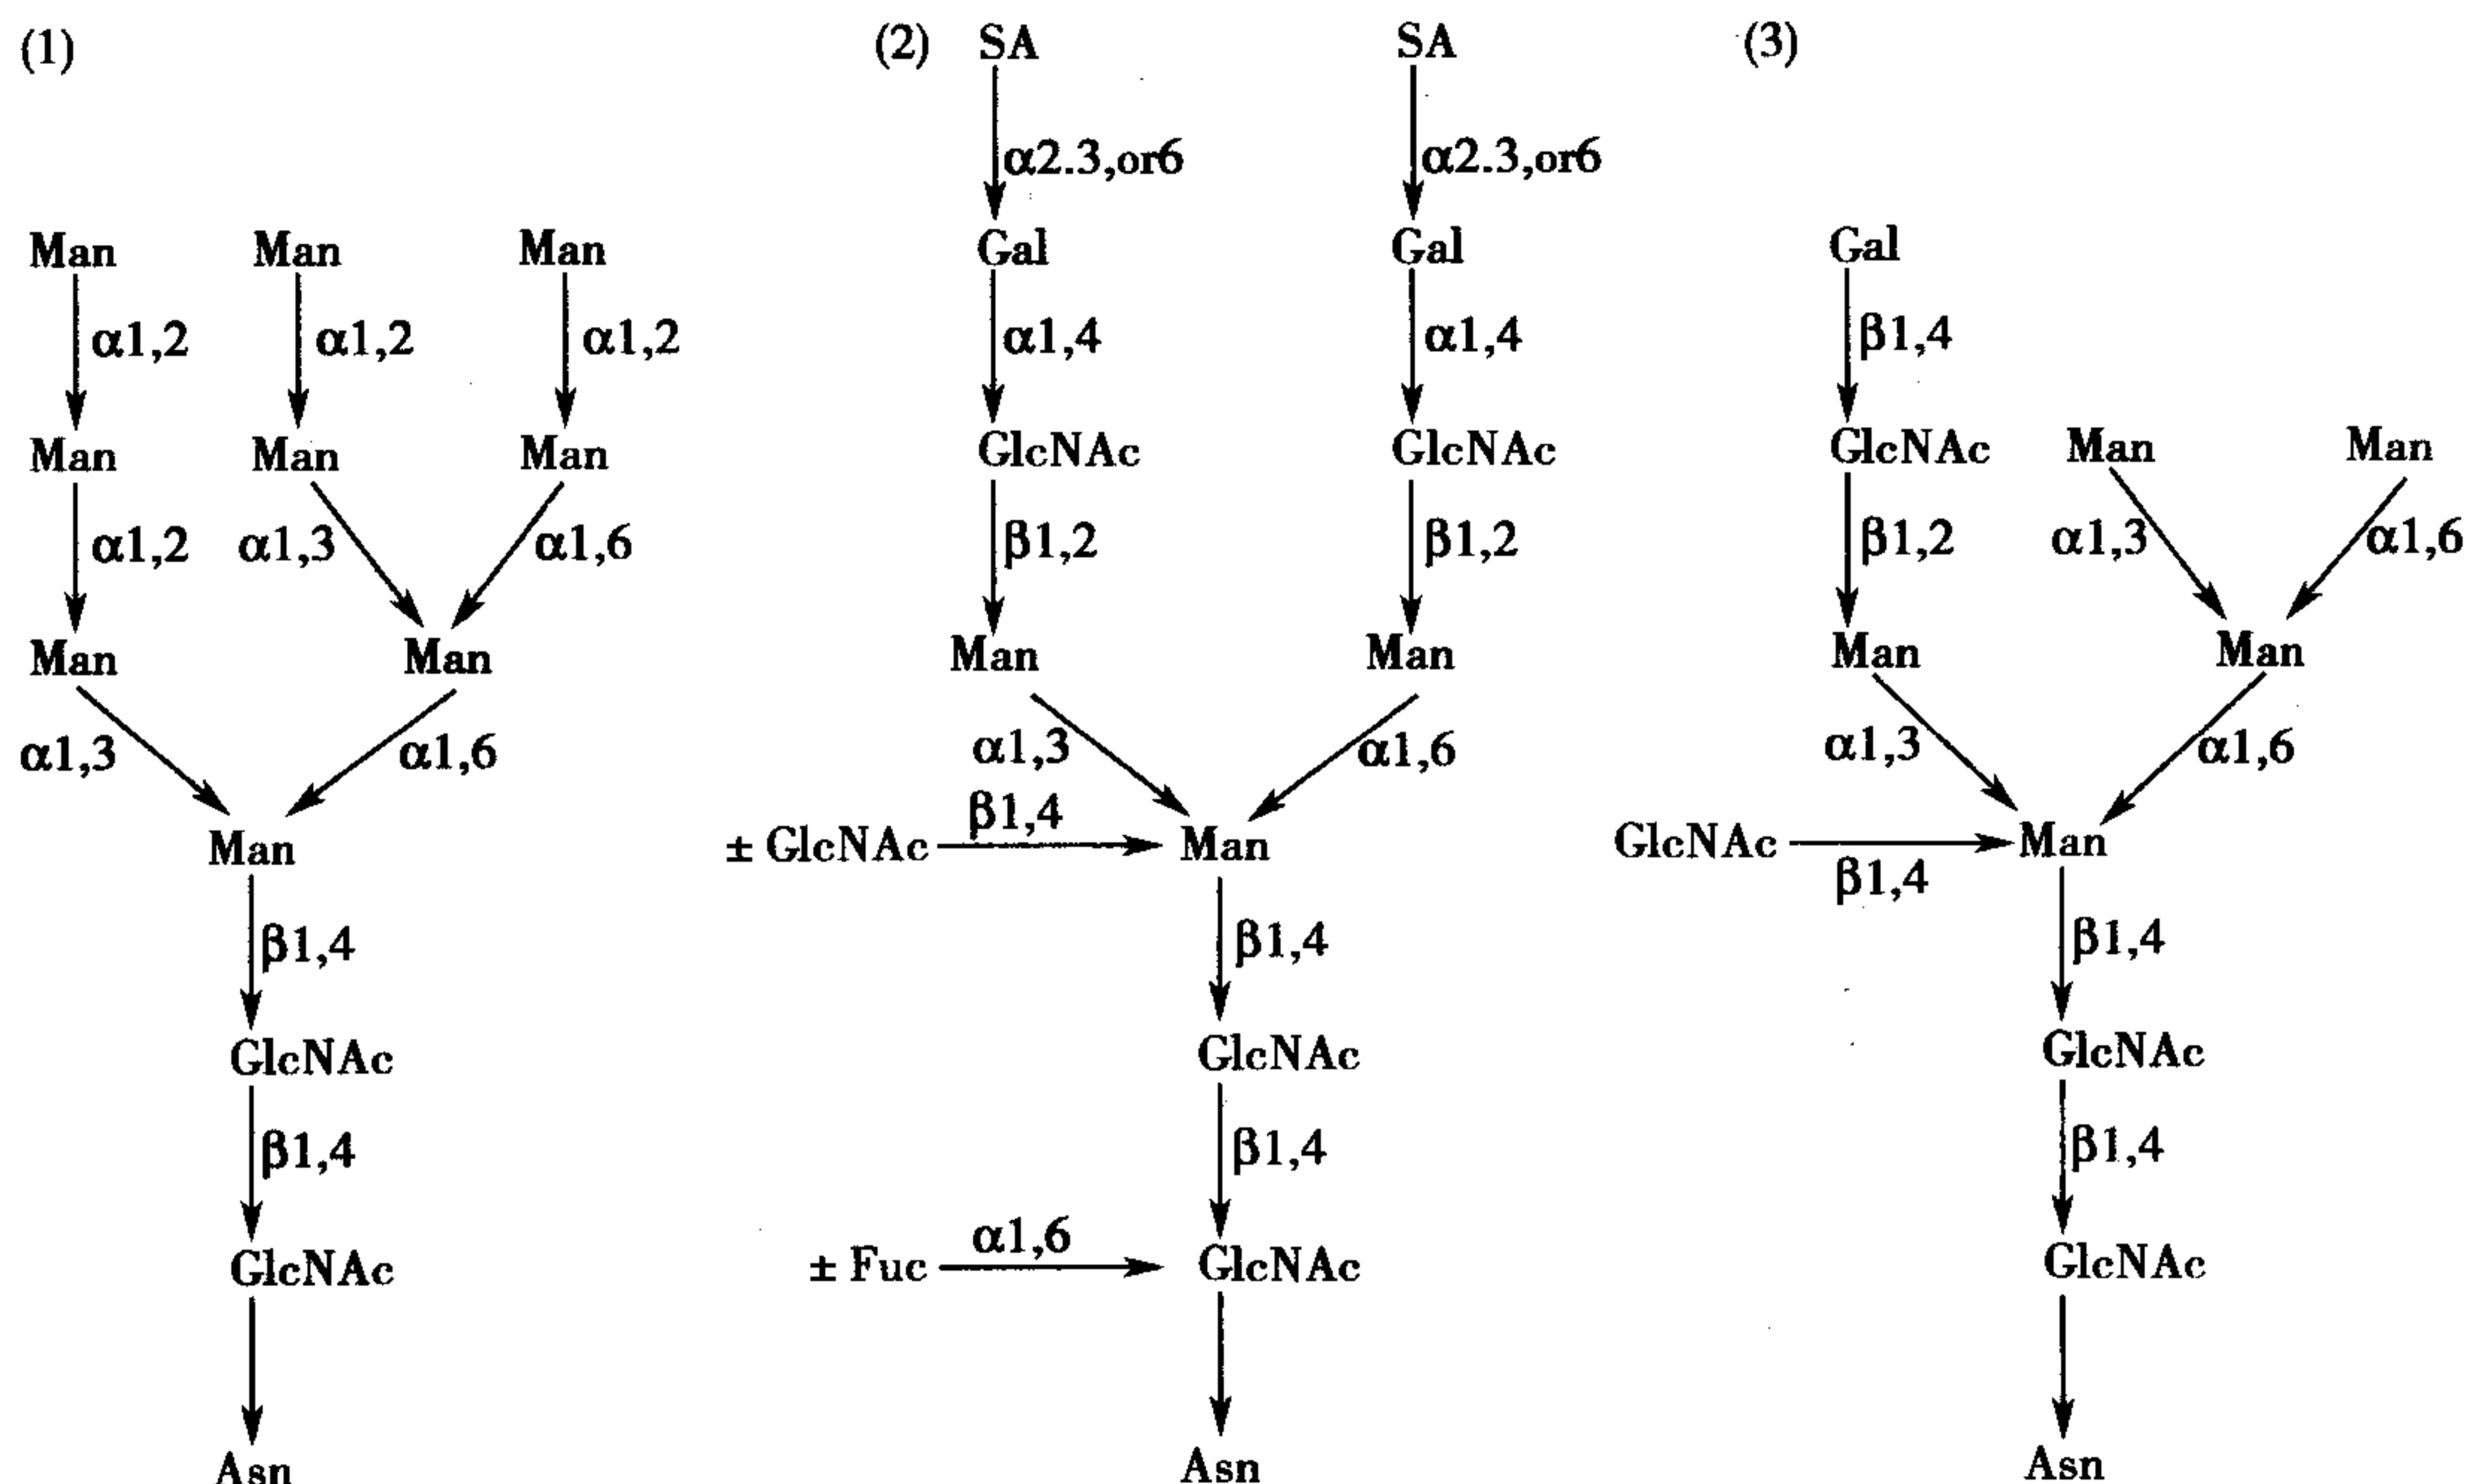 (1) (2) SA SA (3)
α2.3,or6 α2.3,or6
Man Man Man Gal Gal Gal
α1,2 α1,2 α1,2 α1,4 α1,4 β1,4
Man Man Man GlcNAc GlcNAc GlcNAc Man Man
α1,2 α1,3 α1,6 β1,2 β1,2 β1,2 α1,3 α1,6
Man Man Man Man Man Man
α1,3 α1,6 α1,3 α1,6 α1,3 α1,6
β1,4
Man ± GlcNAc Man GlcNAc Man
β1,4
β1,4 β1,4 β1,4
GlcNAc GlcNAc GlcNAc
β1,4 β1,4 β1,4
α1,6
GlcNAc ± Fuc GlcNAc GlcNAc
Asn Asn Asn